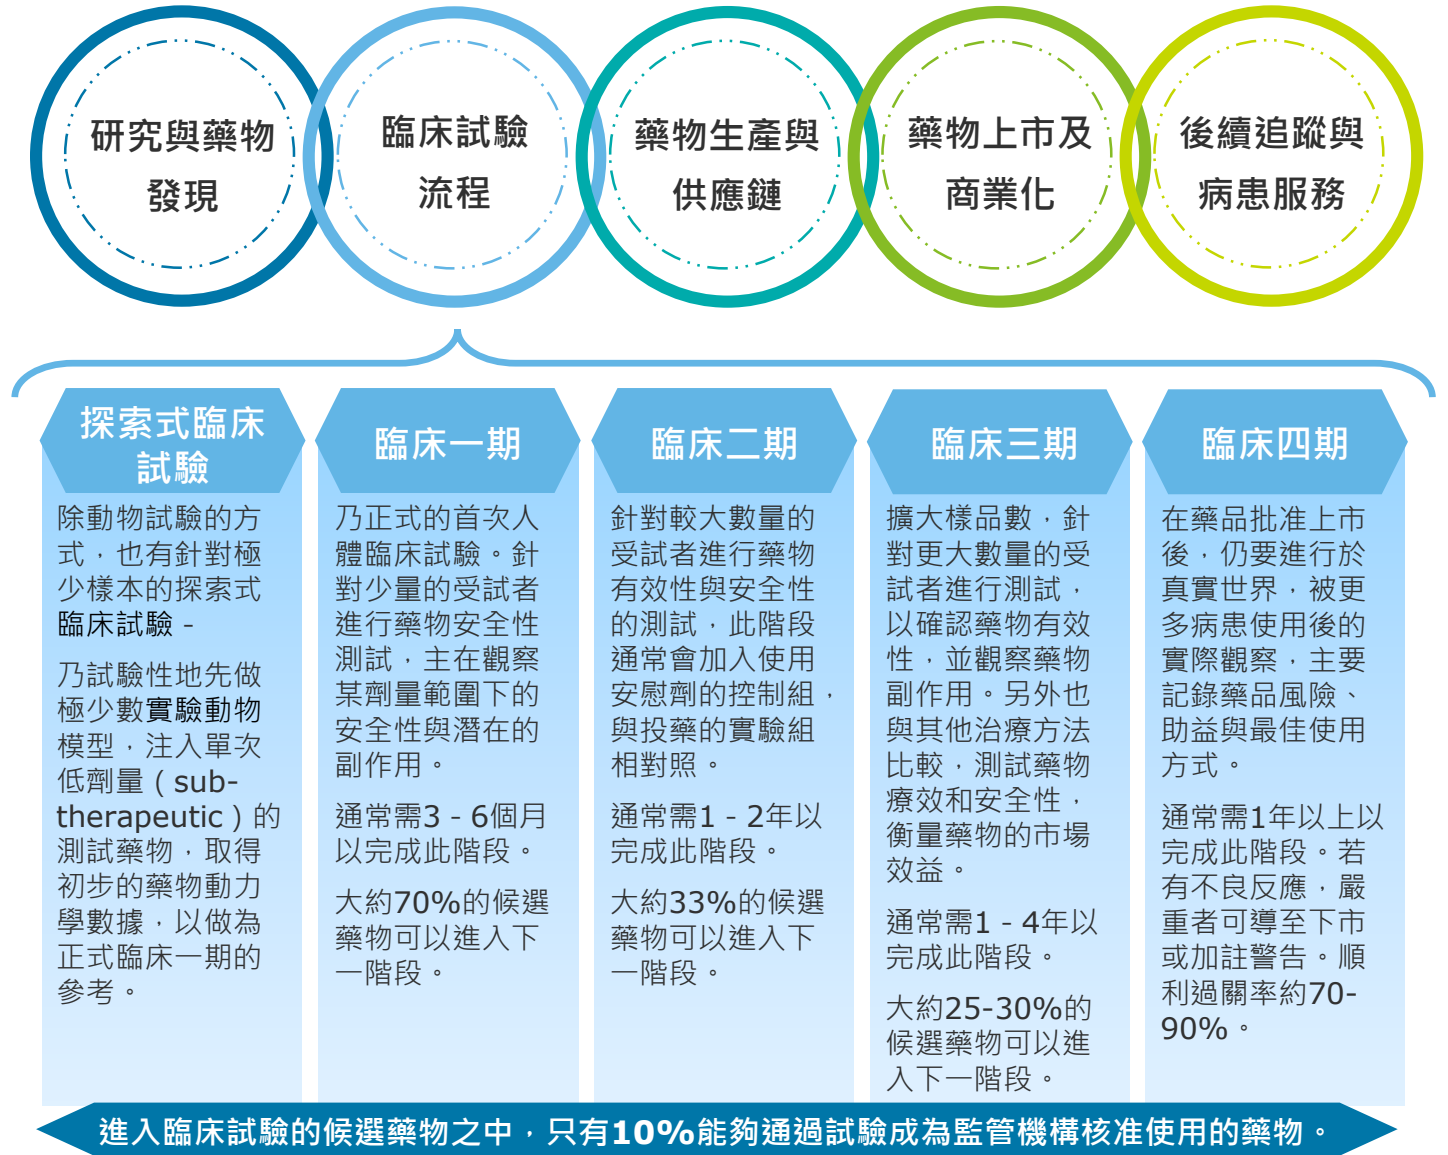 研究與藥物
發現
臨床試驗
流程
藥物生產與
供應鏈
藥物上市及
商業化
後續追蹤與
病患服務
探索式臨床
試驗
除動物試驗的方
式，也有針對極
少樣本的探索式
臨床試驗 -
乃試驗性地先做
極少數實驗動物
模型，注入單次
低劑量（sub-
therapeutic）的
測試藥物，取得
初步的藥物動力
學數據，以做為
正式臨床一期的
參考。
臨床一期
乃正式的首次人
體臨床試驗。針
對少量的受試者
進行藥物安全性
測試，主在觀察
某劑量範圍下的
安全性與潛在的
副作用。
通常需3 - 6個月
以完成此階段。
大約70%的候選
藥物可以進入下
一階段。
臨床二期
針對較大數量的
受試者進行藥物
有效性與安全性
的測試，此階段
通常會加入使用
安慰劑的控制組，
與投藥的實驗組
相對照。
通常需1 - 2年以
完成此階段。
大約33%的候選
藥物可以進入下
一階段。
臨床三期
擴大樣品數，針
對更大數量的受
試者進行測試，
以確認藥物有效
性，並觀察藥物
副作用。另外也
與其他治療方法
比較，測試藥物
療效和安全性，
衡量藥物的市場
效益。
通常需1 - 4年以
完成此階段。
大約25-30%的
候選藥物可以進
入下一階段。
臨床四期
在藥品批准上市
後，仍要進行於
真實世界，被更
多病患使用後的
實際觀察，主要
記錄藥品風險、
助益與最佳使用
方式。
通常需1年以上以
完成此階段。若
有不良反應，嚴
重者可導至下市
或加註警告。順
利過關率約70-
90%。
進入臨床試驗的候選藥物之中，只有10%能夠通過試驗成為監管機構核准使用的藥物。